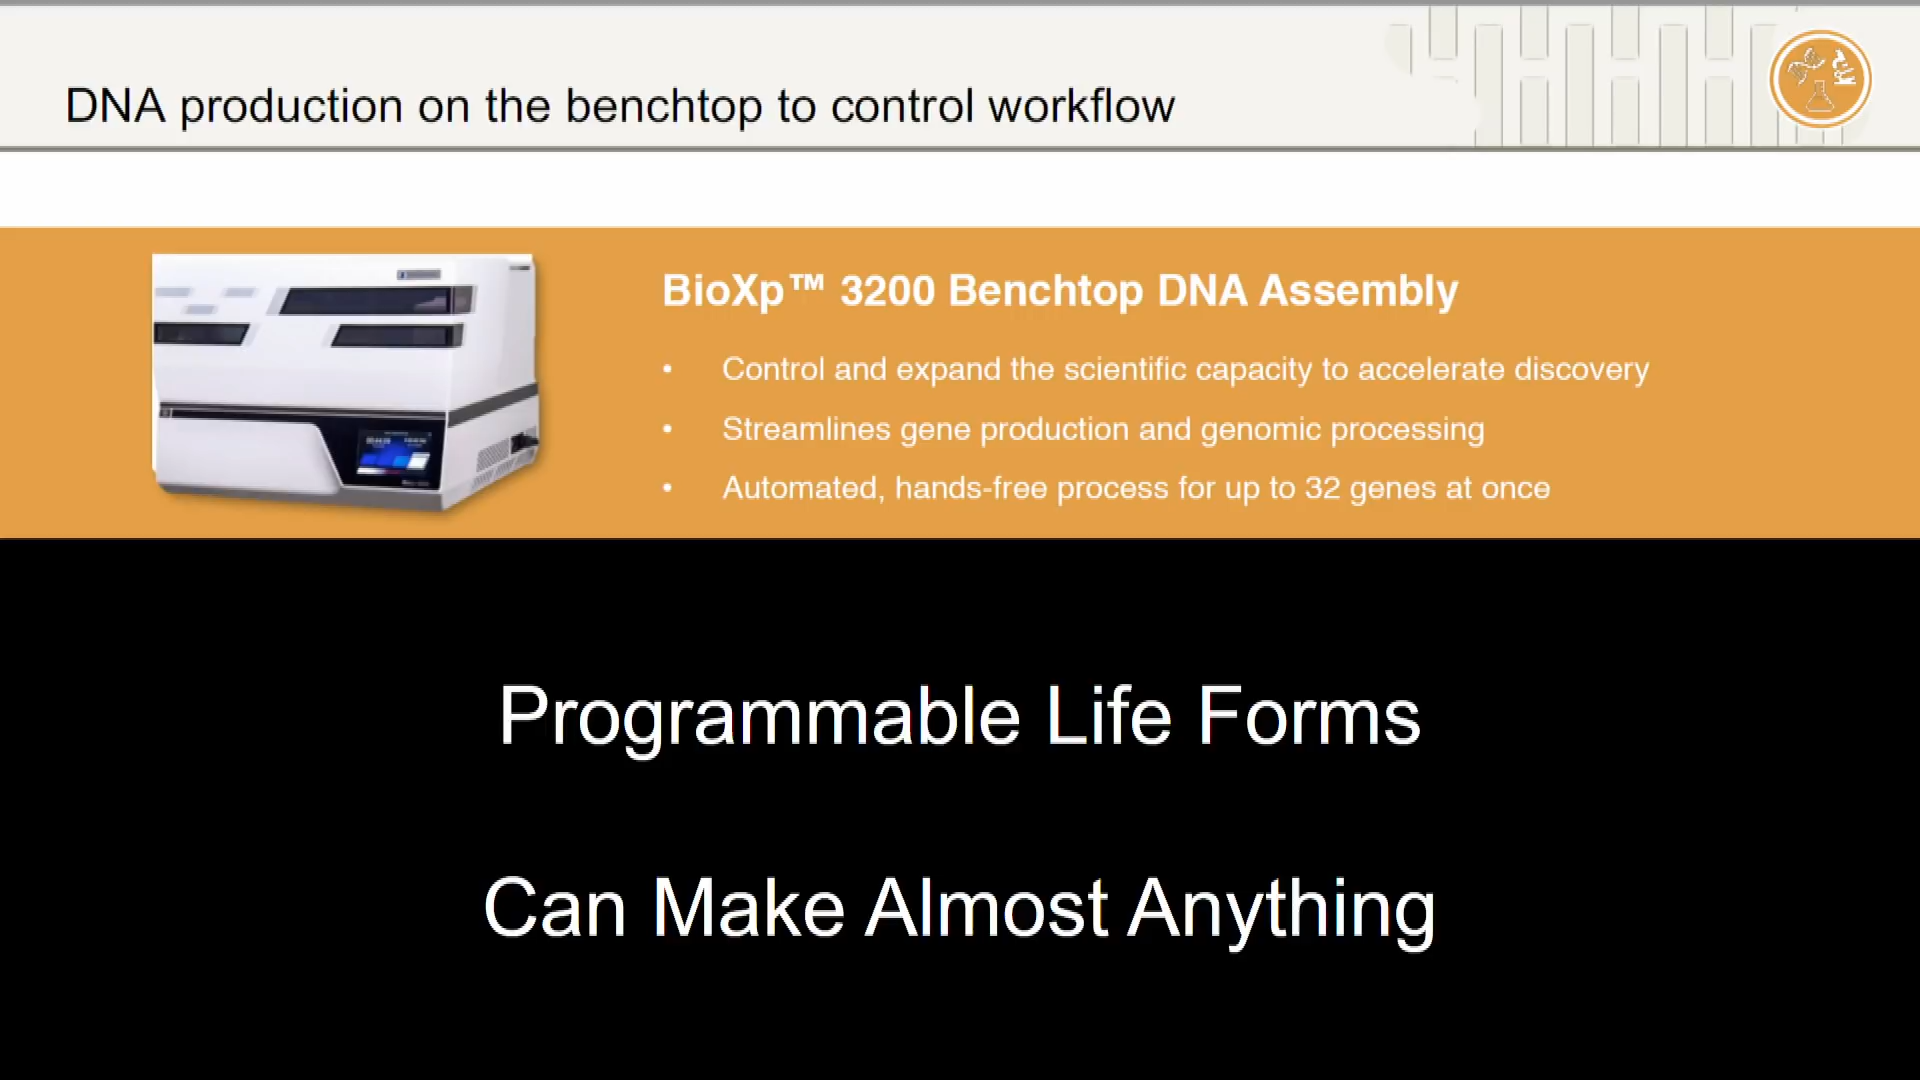 DNA production on the benchtop to control workflow
BioXp™ 3200 Benchtop DNA Assembly
• Control and expand the scientific capacity to accelerate discovery
• Streamlines gene production and genomic processing
• Automated, hands-free process for up to 32 genes at once
Programmable Life Forms
Can Make Almost Anything